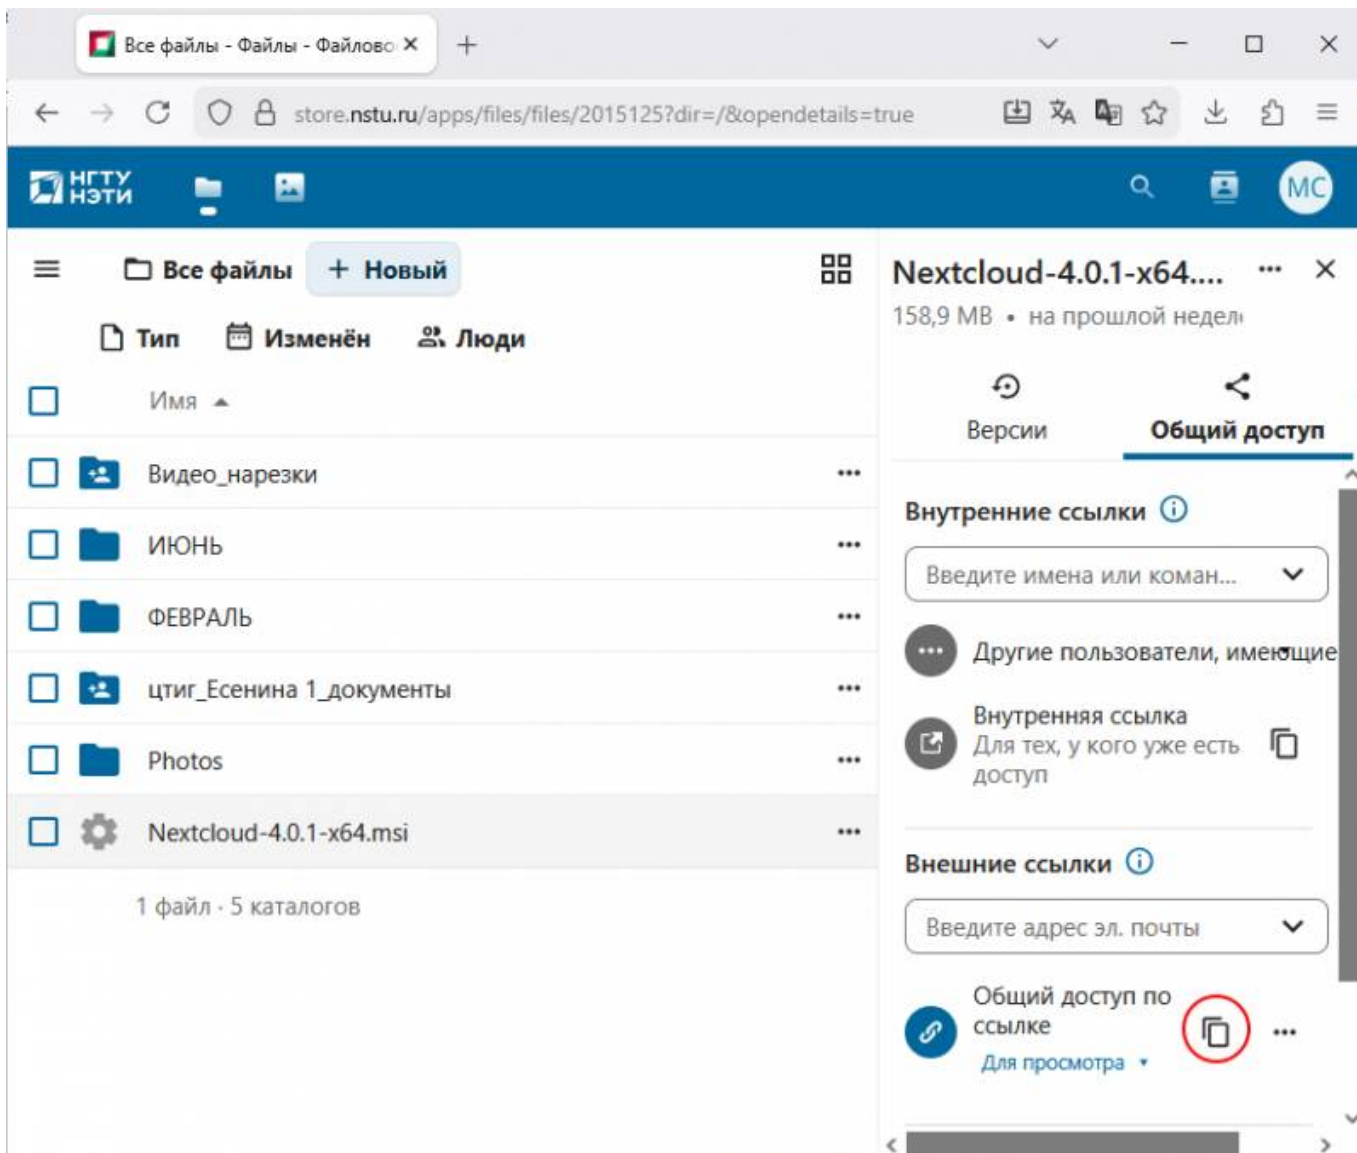 Все файлы - Файлы - Файлово
store.nstu.ru/apps/files/files/2015125?dir=/&opendetails=true
НГТУ
НЭТИ
МС
Все файлы + Новый
Тип Изменён Люди
Имя
Видео_нарезки
ИЮНЬ
ФЕВРАЛЬ
цтиг_Есенина 1_документы
Photos
Nextcloud-4.0.1-x64.msi
1 файл · 5 каталогов
Nextcloud-4.0.1-x64....
158,9 MB • на прошлой недел
Версии
Общий доступ
Внутренние ссылки
Введите имена или коман...
Другие пользователи, имеющие
Внутренняя ссылка
Для тех, у кого уже есть
доступ
Внешние ссылки
Введите адрес эл. почты
Общий доступ по
ссылке
Для просмотра